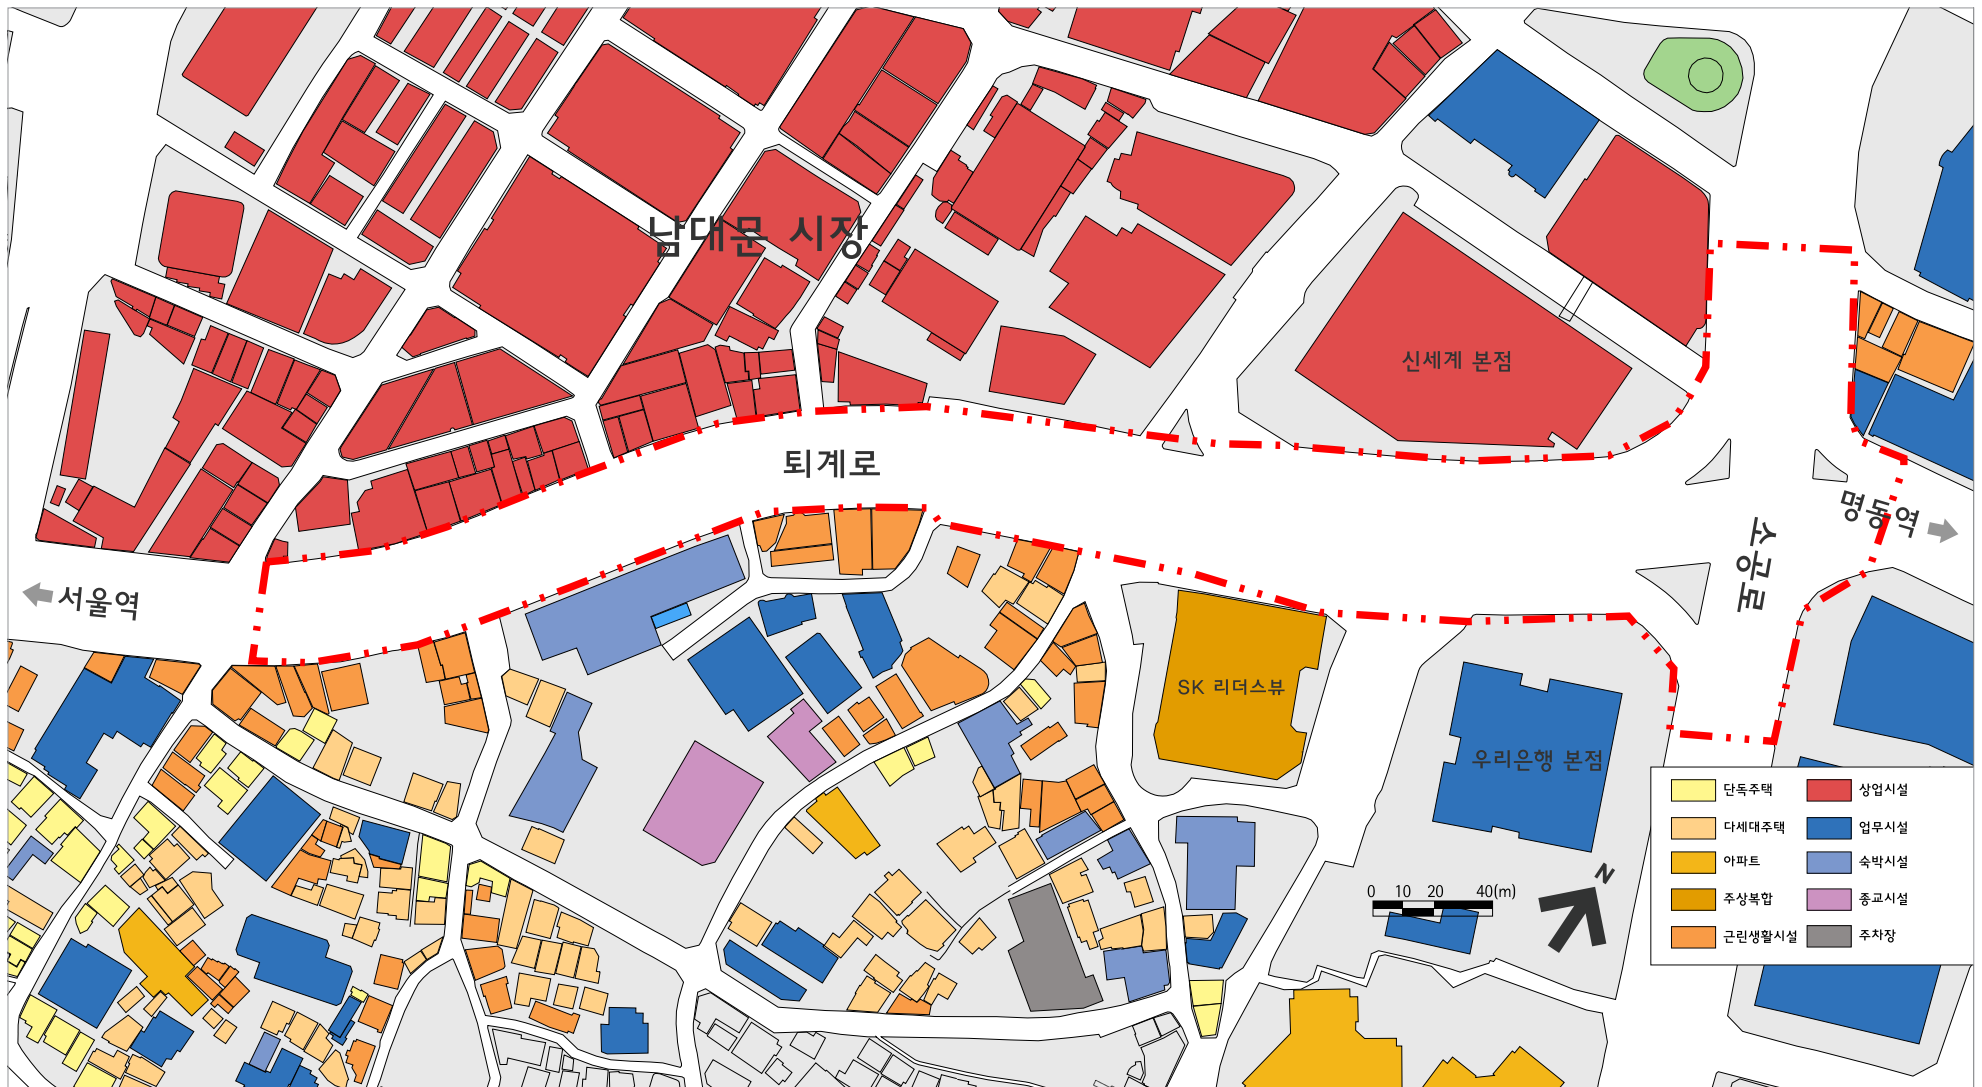 남대문 시장
신세계 본점
퇴계로
명동역
소공로
서울역
SK 리더스뷰
우리은행 본점
단독주택
상업시설
다세대주택
업무시설
아파트
숙박시설
주상복합
종교시설
근린생활시설
주차장
N
0 10 20 40(m)